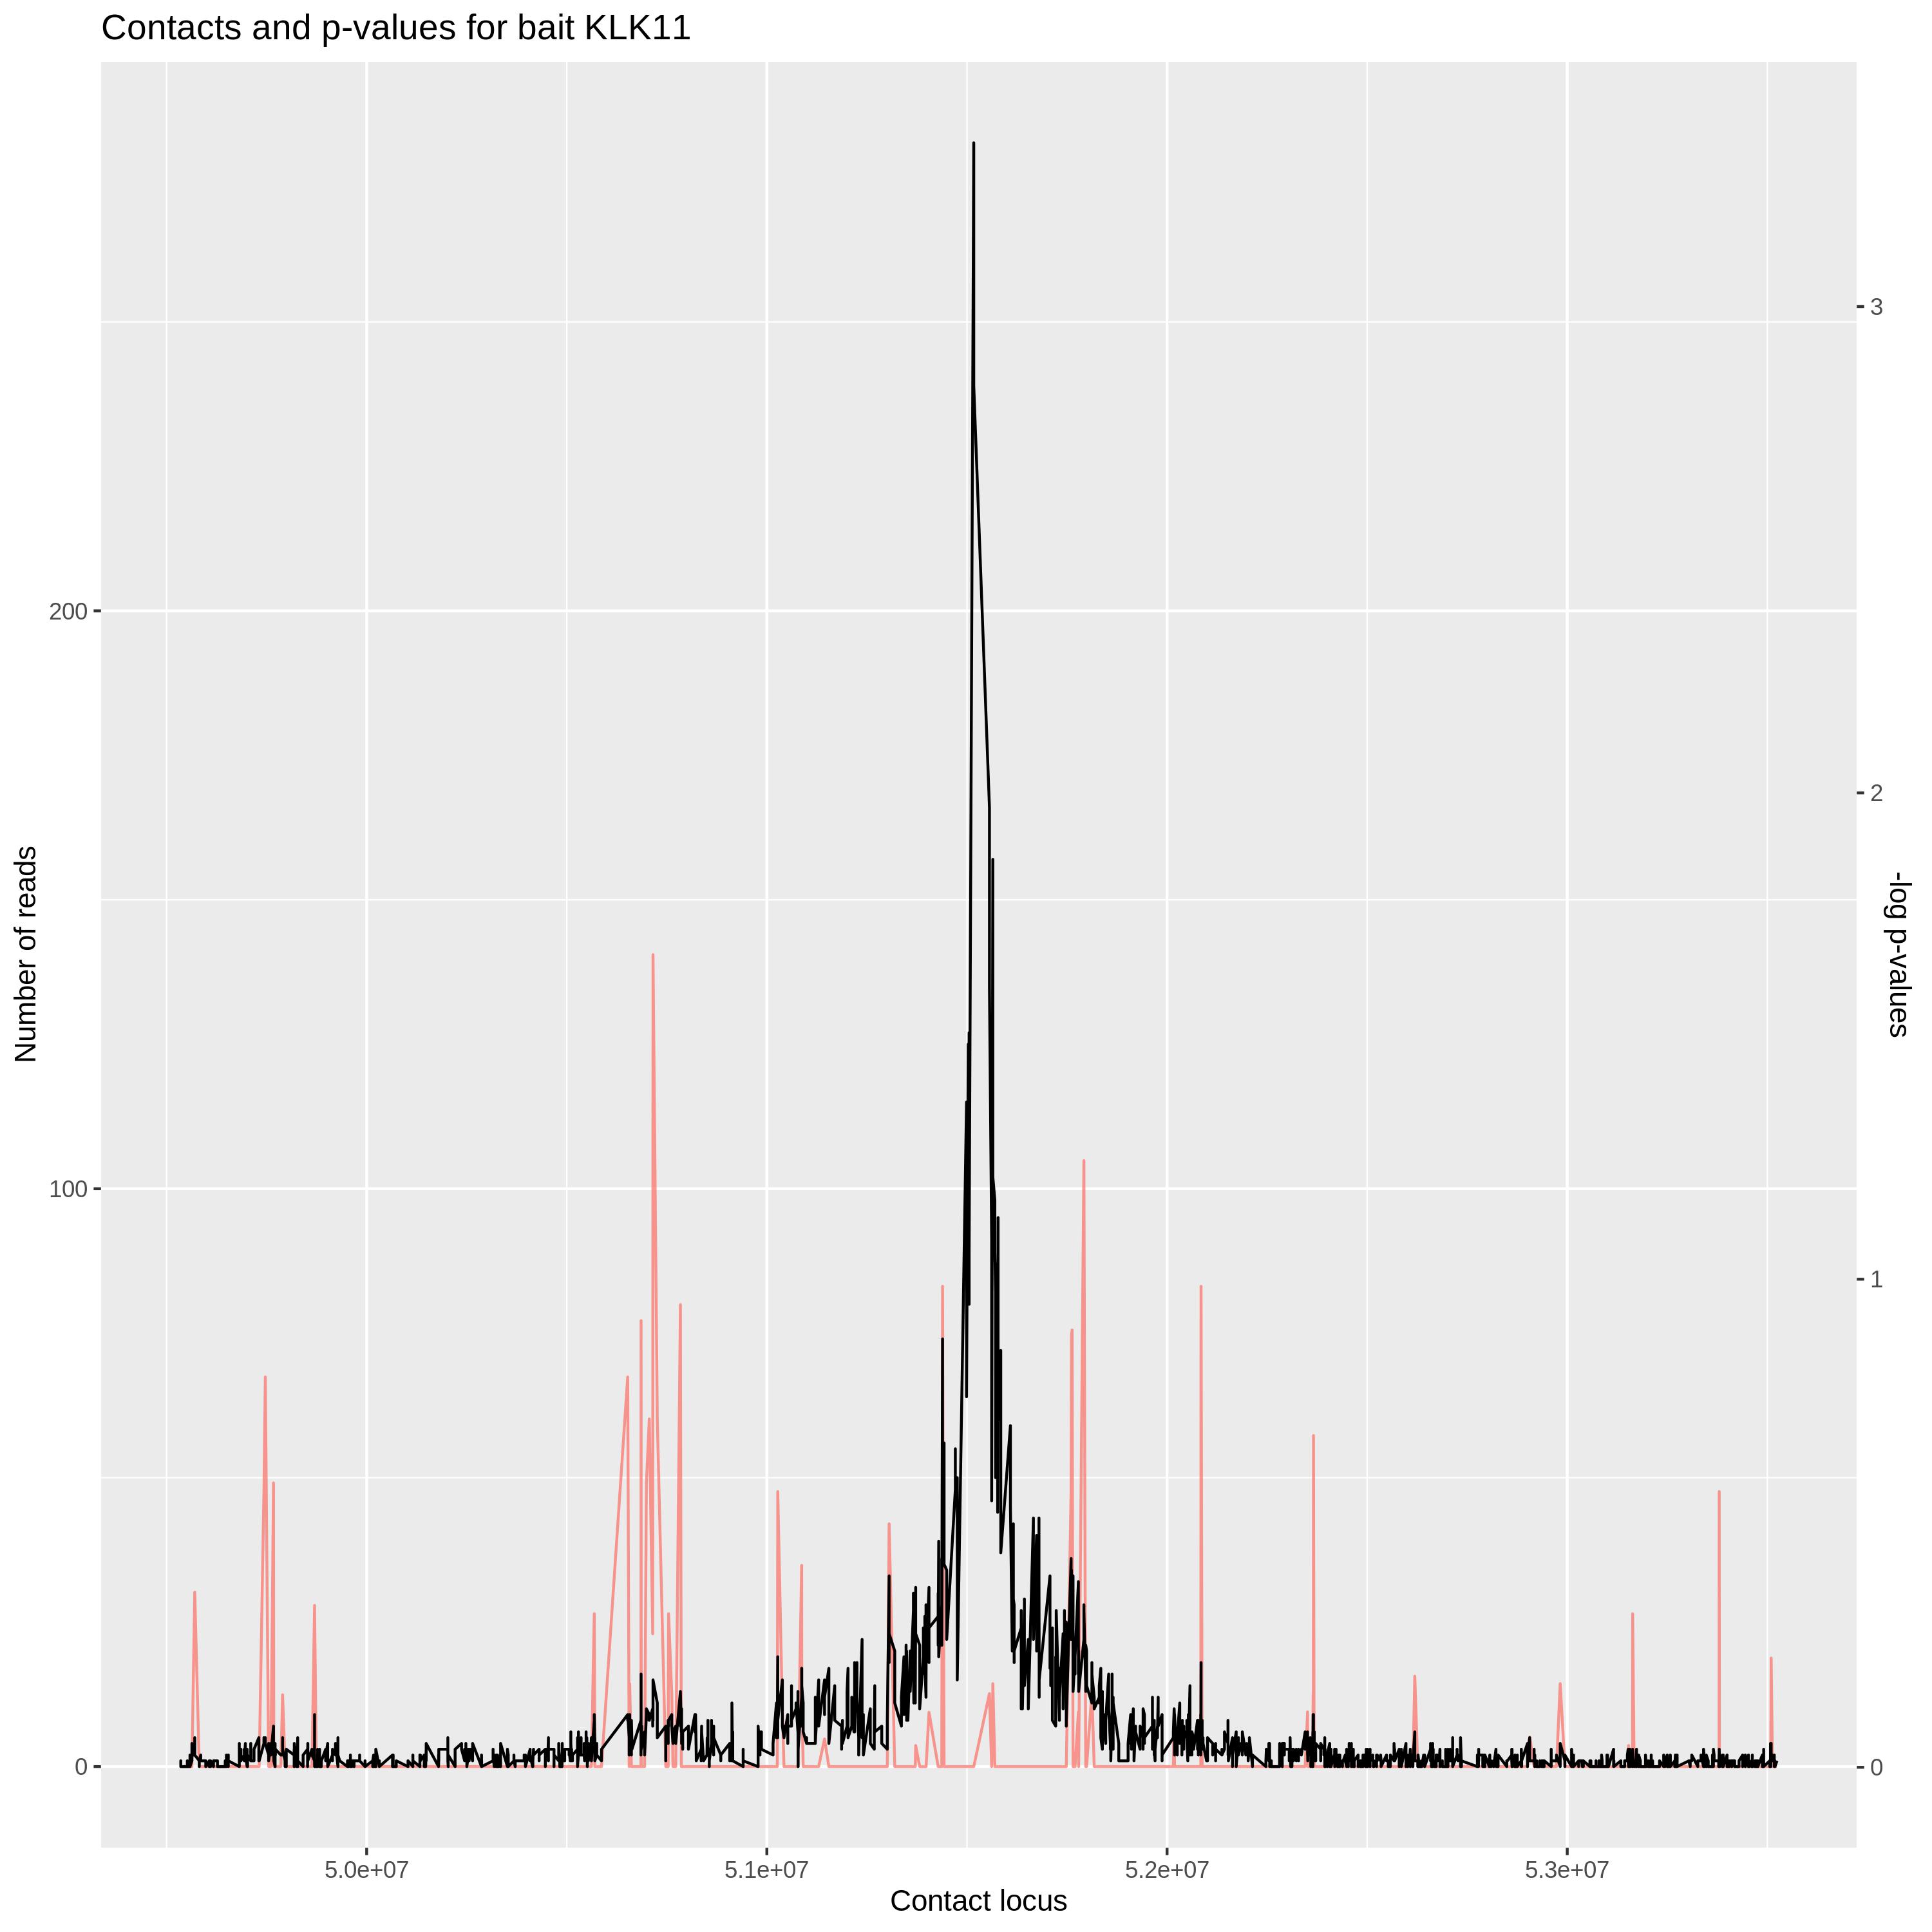 Contacts and p-values for bait KLK11
Number of reads
200
100
0
3
2
1
0
-log p-values
5.0e+07
5.1e+07
5.2e+07
5.3e+07
Contact locus